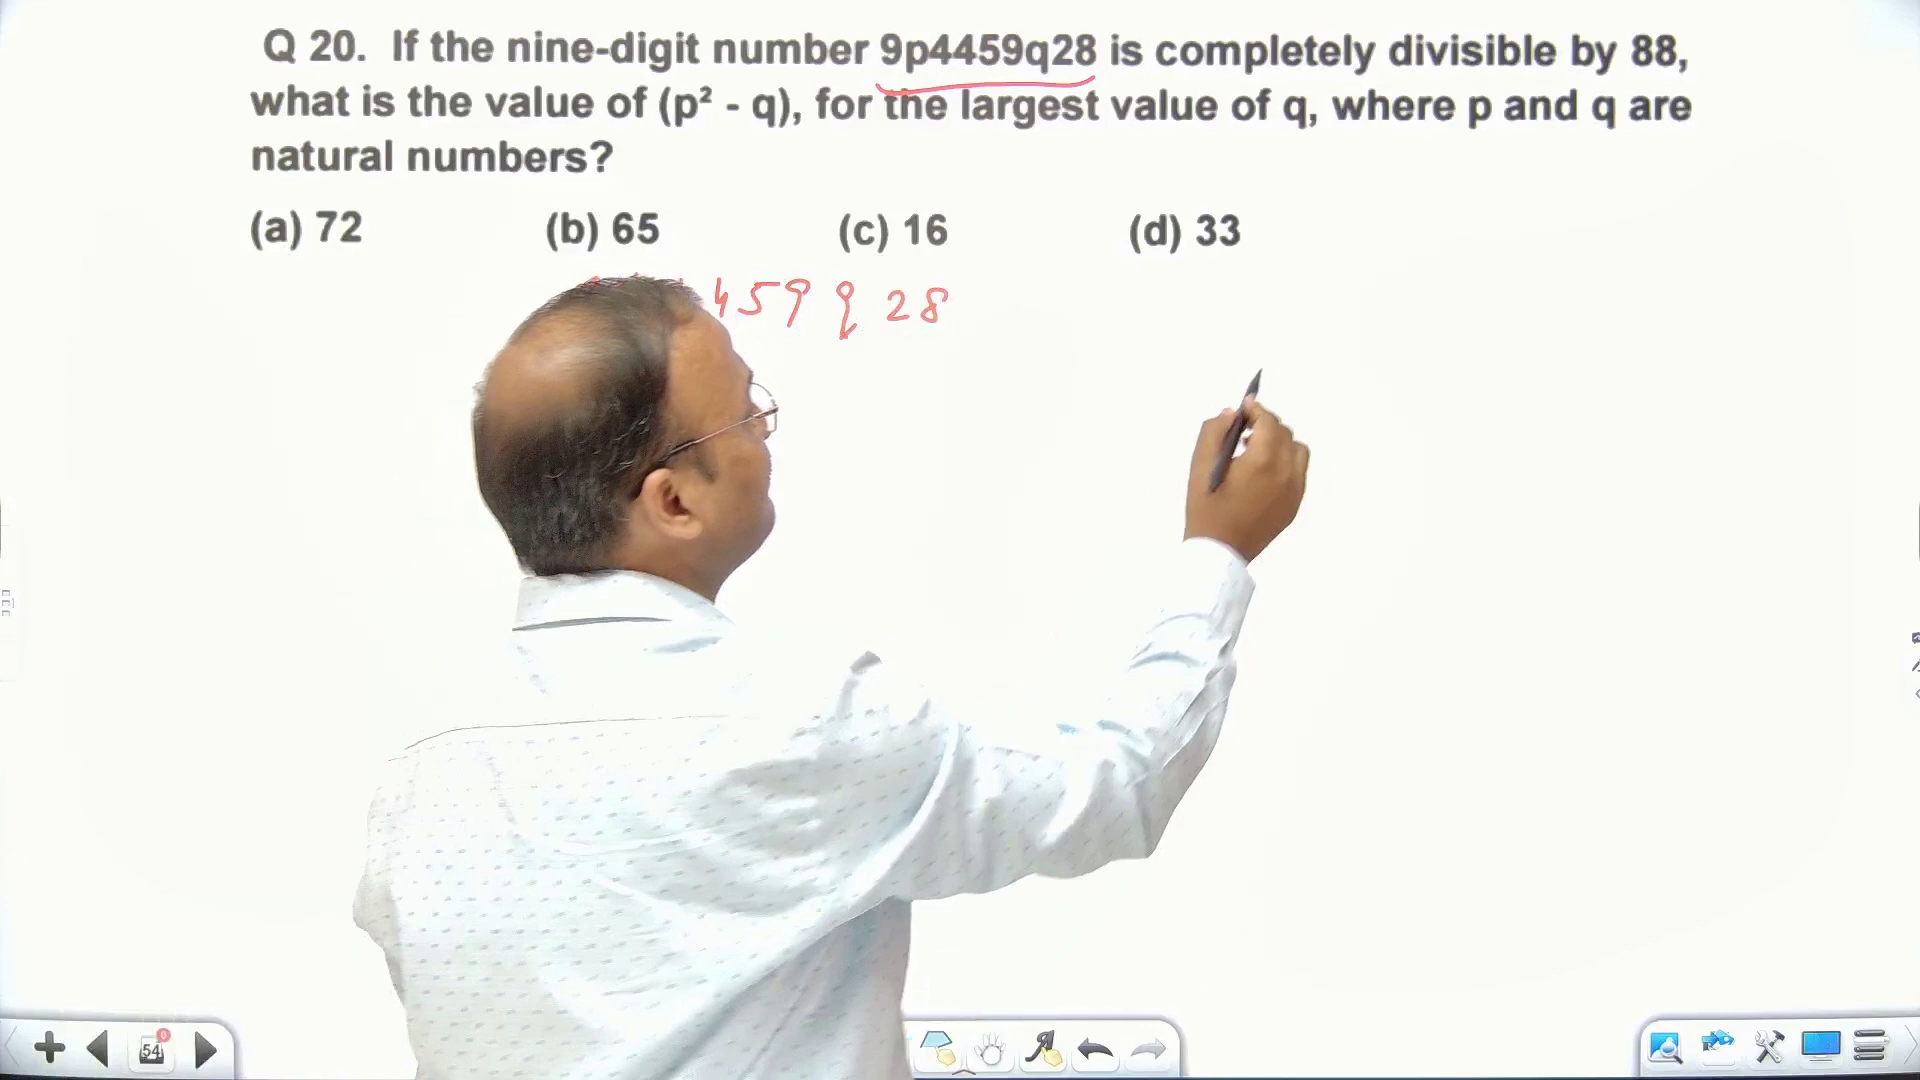 Q 20. If the nine-digit number 9p4459q28 is completely divisible by 88,
what is the value of (p² - q), for the largest value of q, where p and q are
natural numbers?
(a) 72 (b) 65 (c) 16 (d) 33
459 q 28
54
0